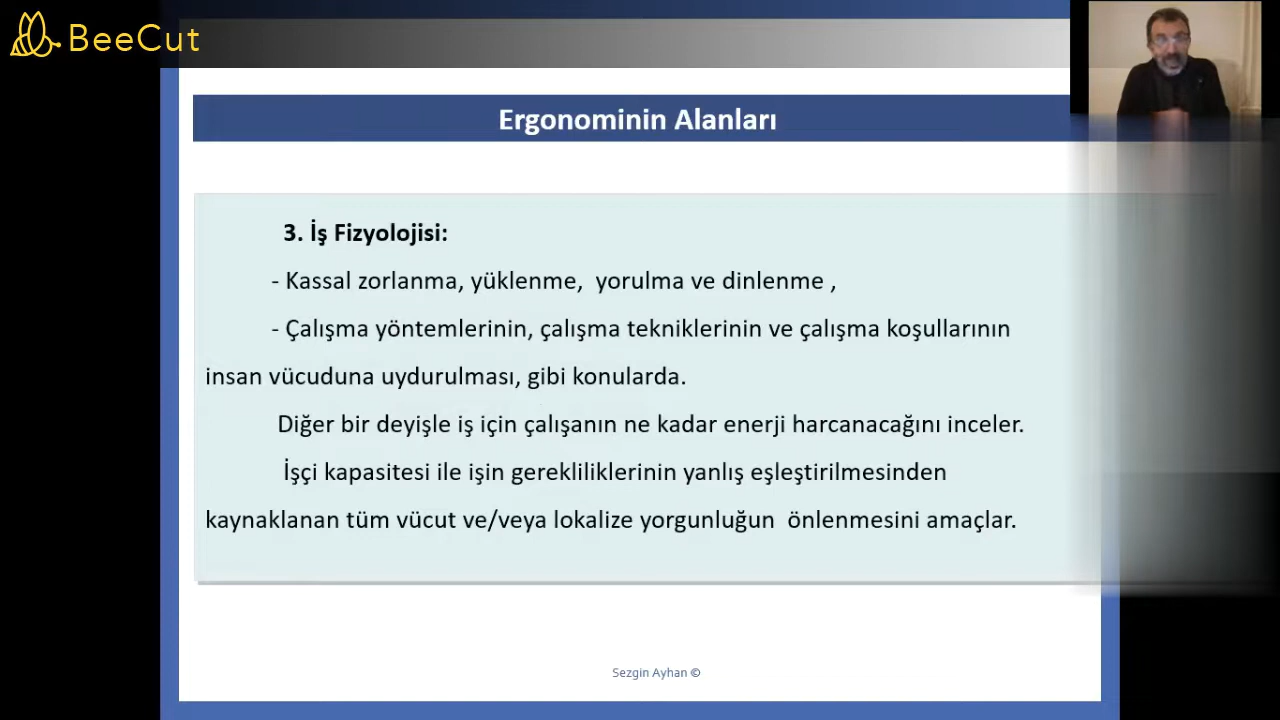 BeeCut
Ergonominin Alanları
3. İş Fizyolojisi:
- Kassal zorlanma, yüklenme, yorulma ve dinlenme ,
- Çalışma yöntemlerinin, çalışma tekniklerinin ve çalışma koşullarının
insan vücuduna uydurulması, gibi konularda.
Diğer bir deyişle iş için çalışanın ne kadar enerji harcanacağını inceler.
İşçi kapasitesi ile işin gerekliliklerinin yanlış eşleştirilmesinden
kaynaklanan tüm vücut ve/veya lokalize yorgunluğun önlenmesini amaçlar.
Sezgin Ayhan ©